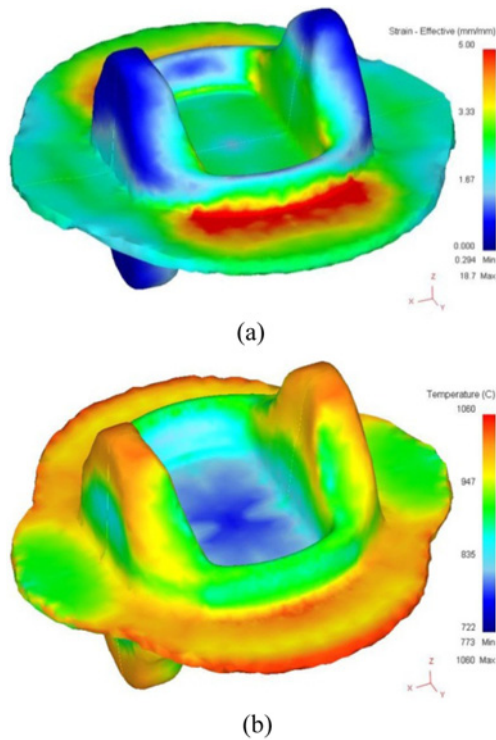 Strain - Effective (mm/mm)
5.00
3.33
1.67
0.000
0.294 Min
18.7 Max
Z
X
Y
(a)
Temperature (C)
1060
947
835
722
773 Min
1060 Max
Z
X
Y
(b)